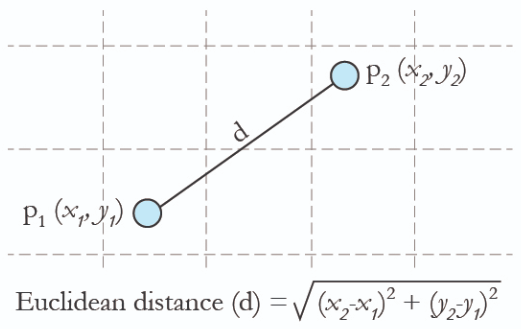 p₂ (x₂, y₂)
d
p₁ (x₁, y₁)
Euclidean distance (d) = √(x₂-x₁)² + (y₂-y₁)²